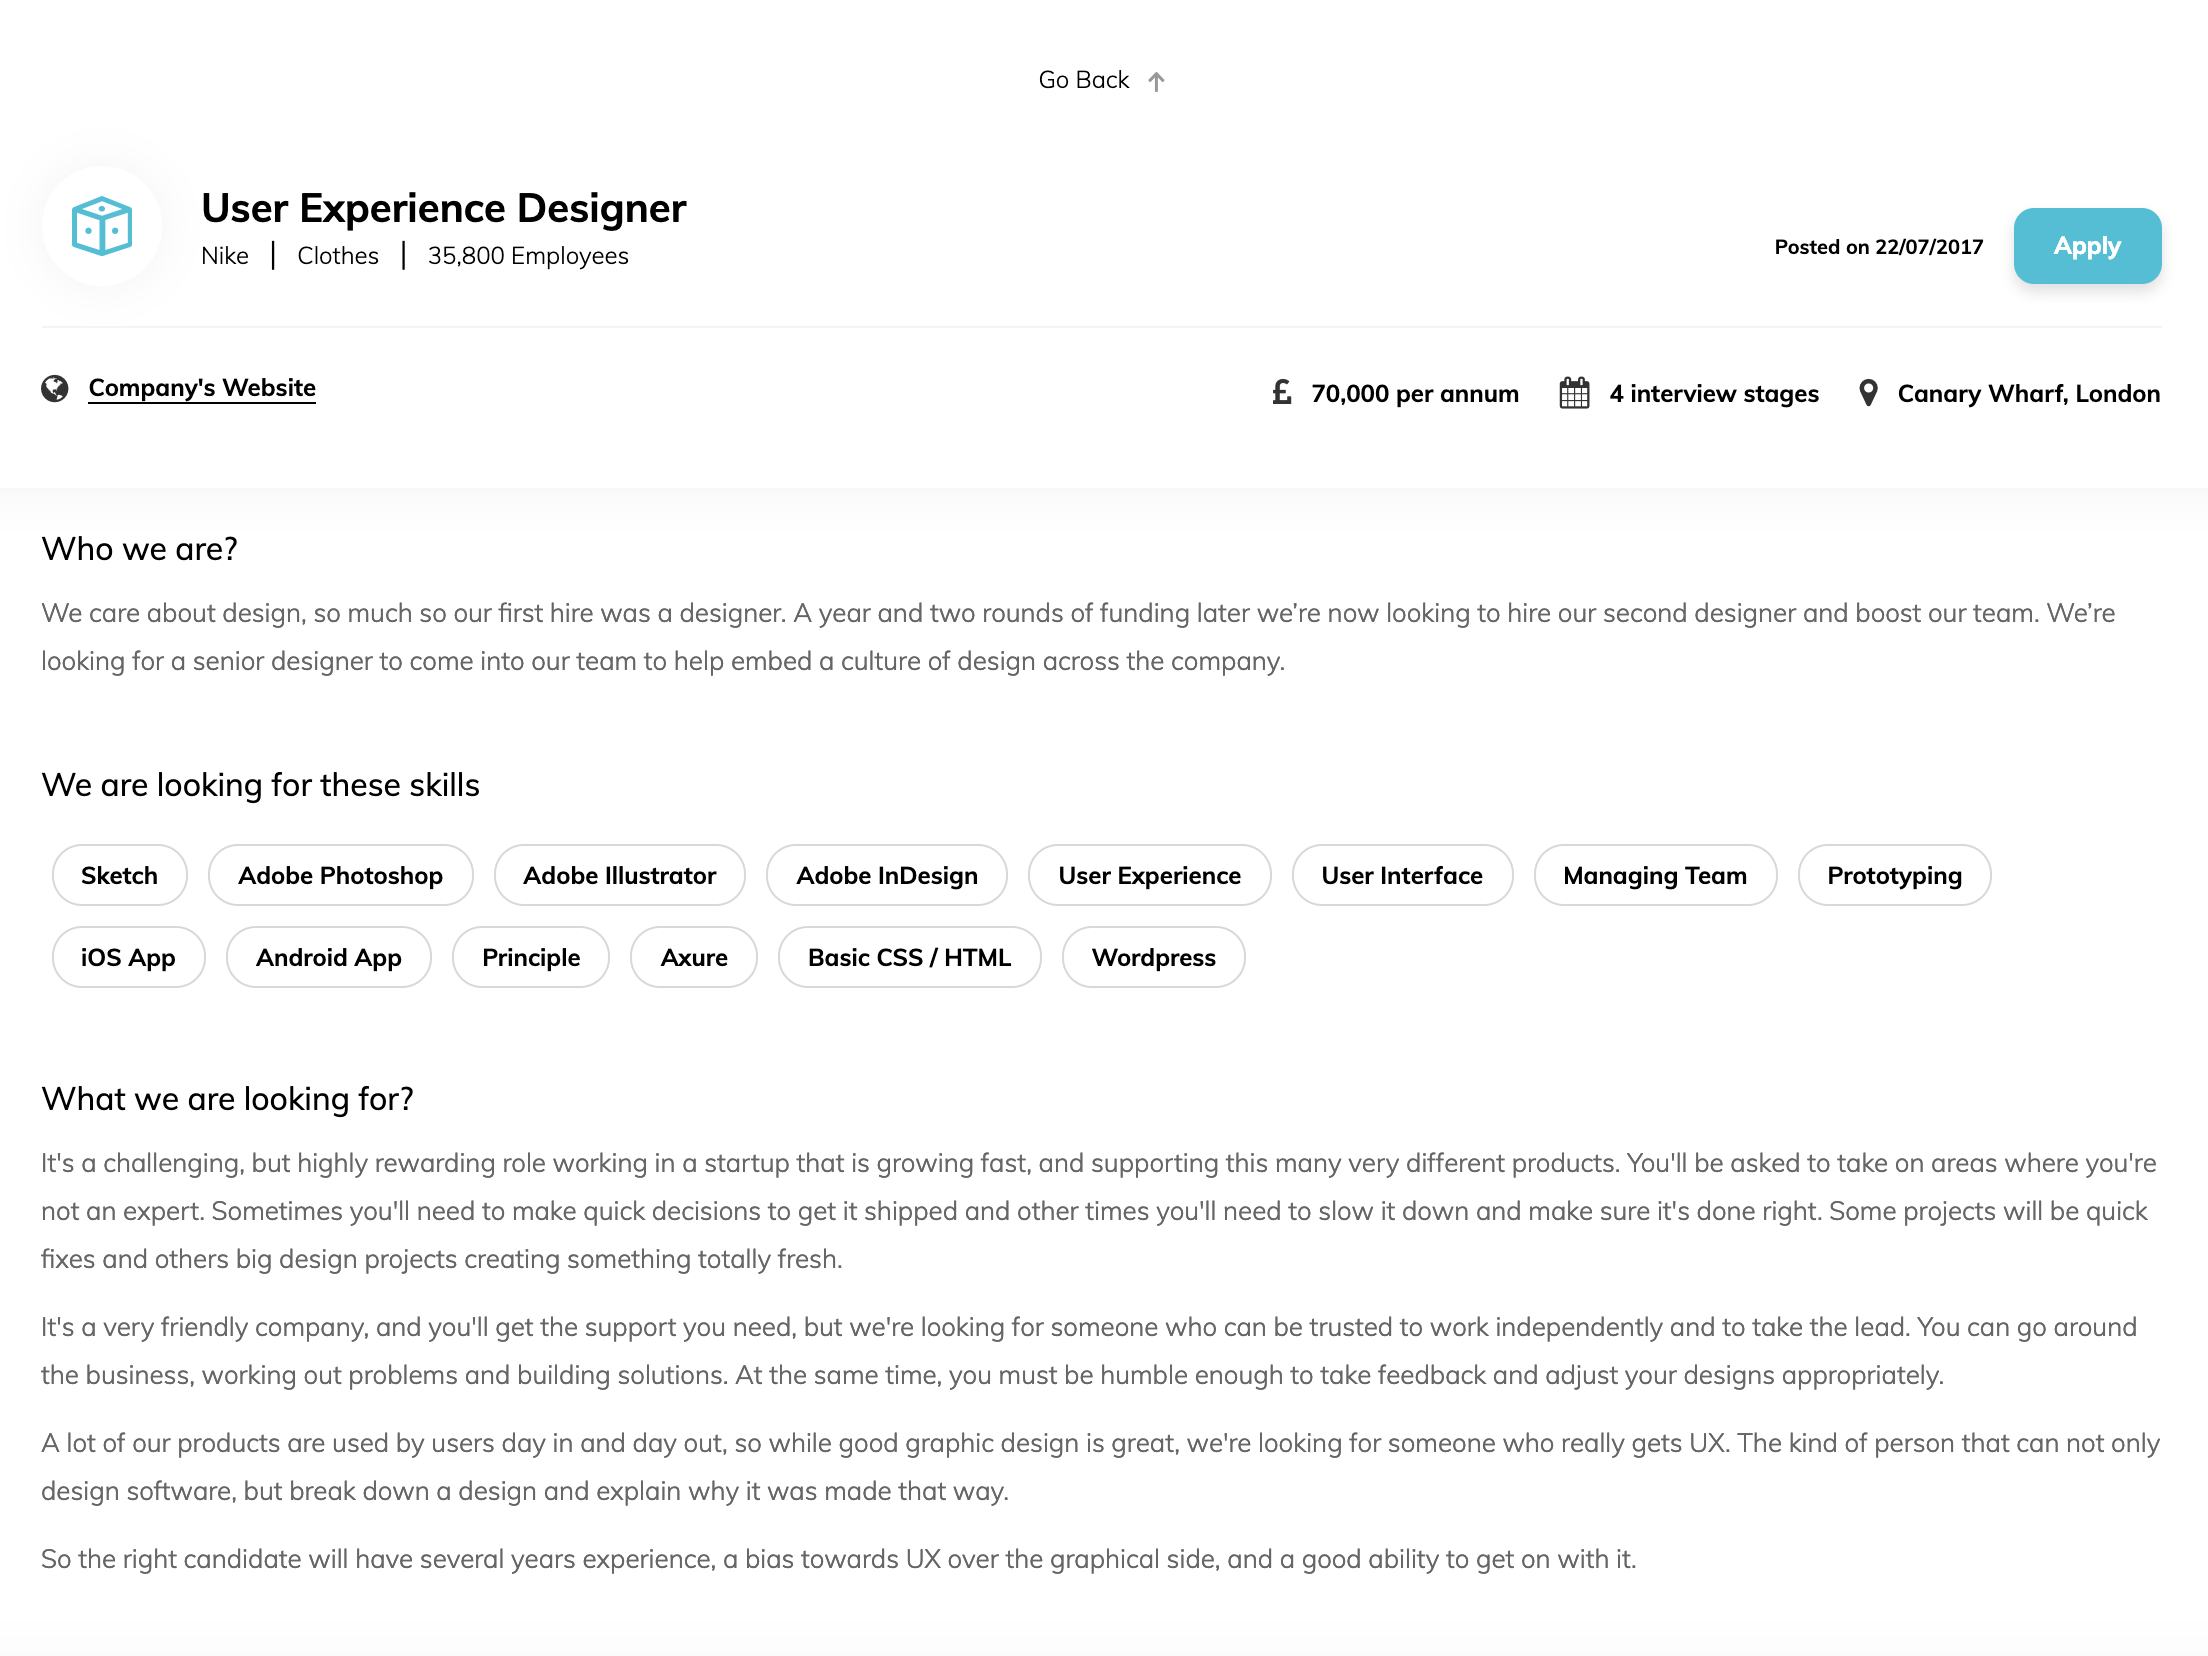 Go Back
User Experience Designer
Nike | Clothes | 35,800 Employees
Posted on 22/07/2017
Apply
Company's Website
£ 70,000 per annum
4 interview stages
Canary Wharf, London
Who we are?
We care about design, so much so our first hire was a designer. A year and two rounds of funding later we’re now looking to hire our second designer and boost our team. We’re
looking for a senior designer to come into our team to help embed a culture of design across the company.
We are looking for these skills
Sketch Adobe Photoshop Adobe Illustrator Adobe InDesign User Experience User Interface Managing Team Prototyping
iOS App Android App Principle Axure Basic CSS / HTML Wordpress
What we are looking for?
It's a challenging, but highly rewarding role working in a startup that is growing fast, and supporting this many very different products. You'll be asked to take on areas where you're
not an expert. Sometimes you'll need to make quick decisions to get it shipped and other times you'll need to slow it down and make sure it's done right. Some projects will be quick
fixes and others big design projects creating something totally fresh.
It's a very friendly company, and you'll get the support you need, but we're looking for someone who can be trusted to work independently and to take the lead. You can go around
the business, working out problems and building solutions. At the same time, you must be humble enough to take feedback and adjust your designs appropriately.
A lot of our products are used by users day in and day out, so while good graphic design is great, we're looking for someone who really gets UX. The kind of person that can not only
design software, but break down a design and explain why it was made that way.
So the right candidate will have several years experience, a bias towards UX over the graphical side, and a good ability to get on with it.